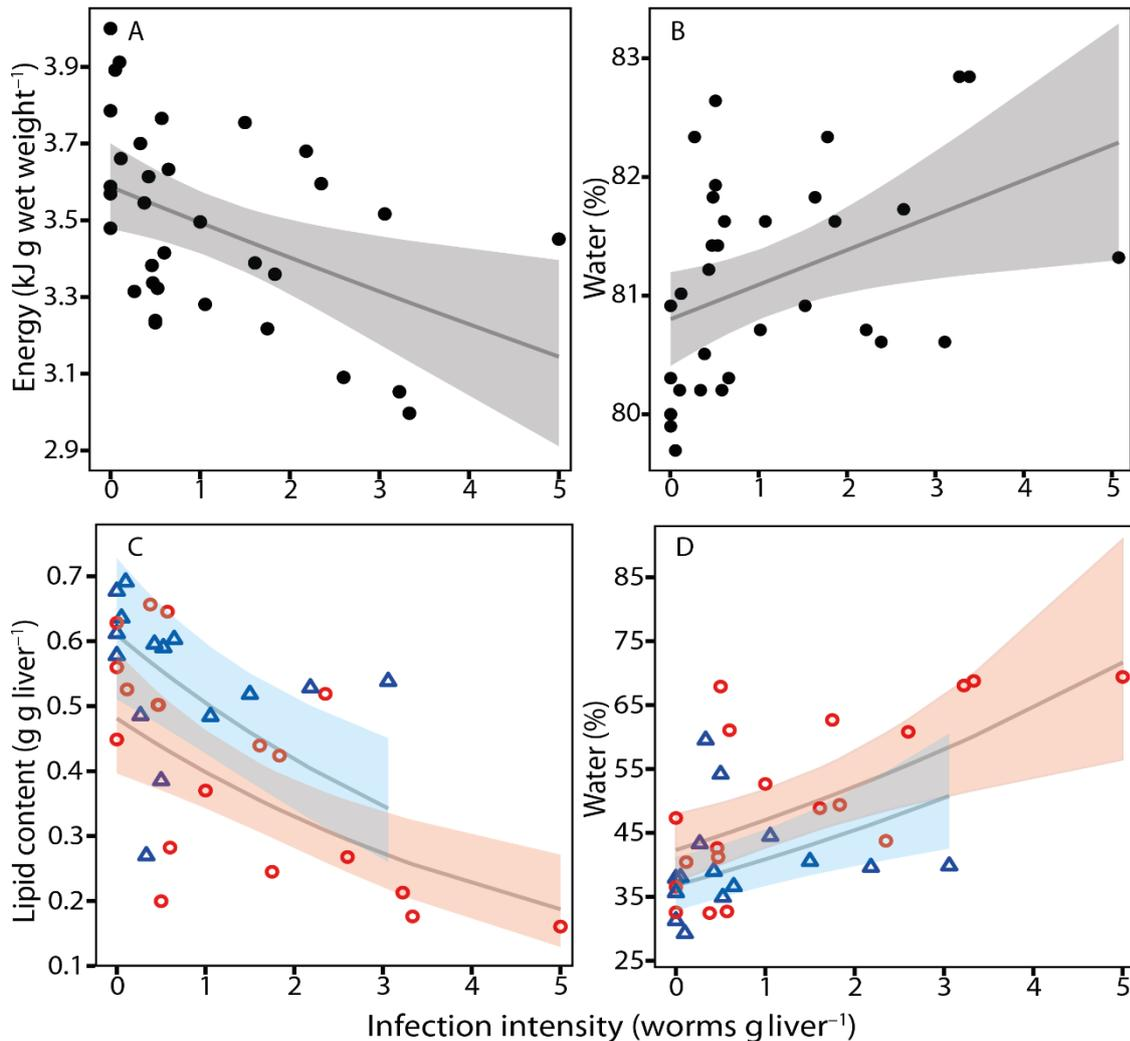 A
Energy (kJ g wet weight⁻¹)
3.9
3.7
3.5
3.3
3.1
2.9
0 1 2 3 4 5
B
Water (%)
83
82
81
80
0 1 2 3 4 5
C
Lipid content (g g liver⁻¹)
0.7
0.6
0.5
0.4
0.3
0.2
0.1
0 1 2 3 4 5
D
Water (%)
85
75
65
55
45
35
25
0 1 2 3 4 5
Infection intensity (worms g liver⁻¹)